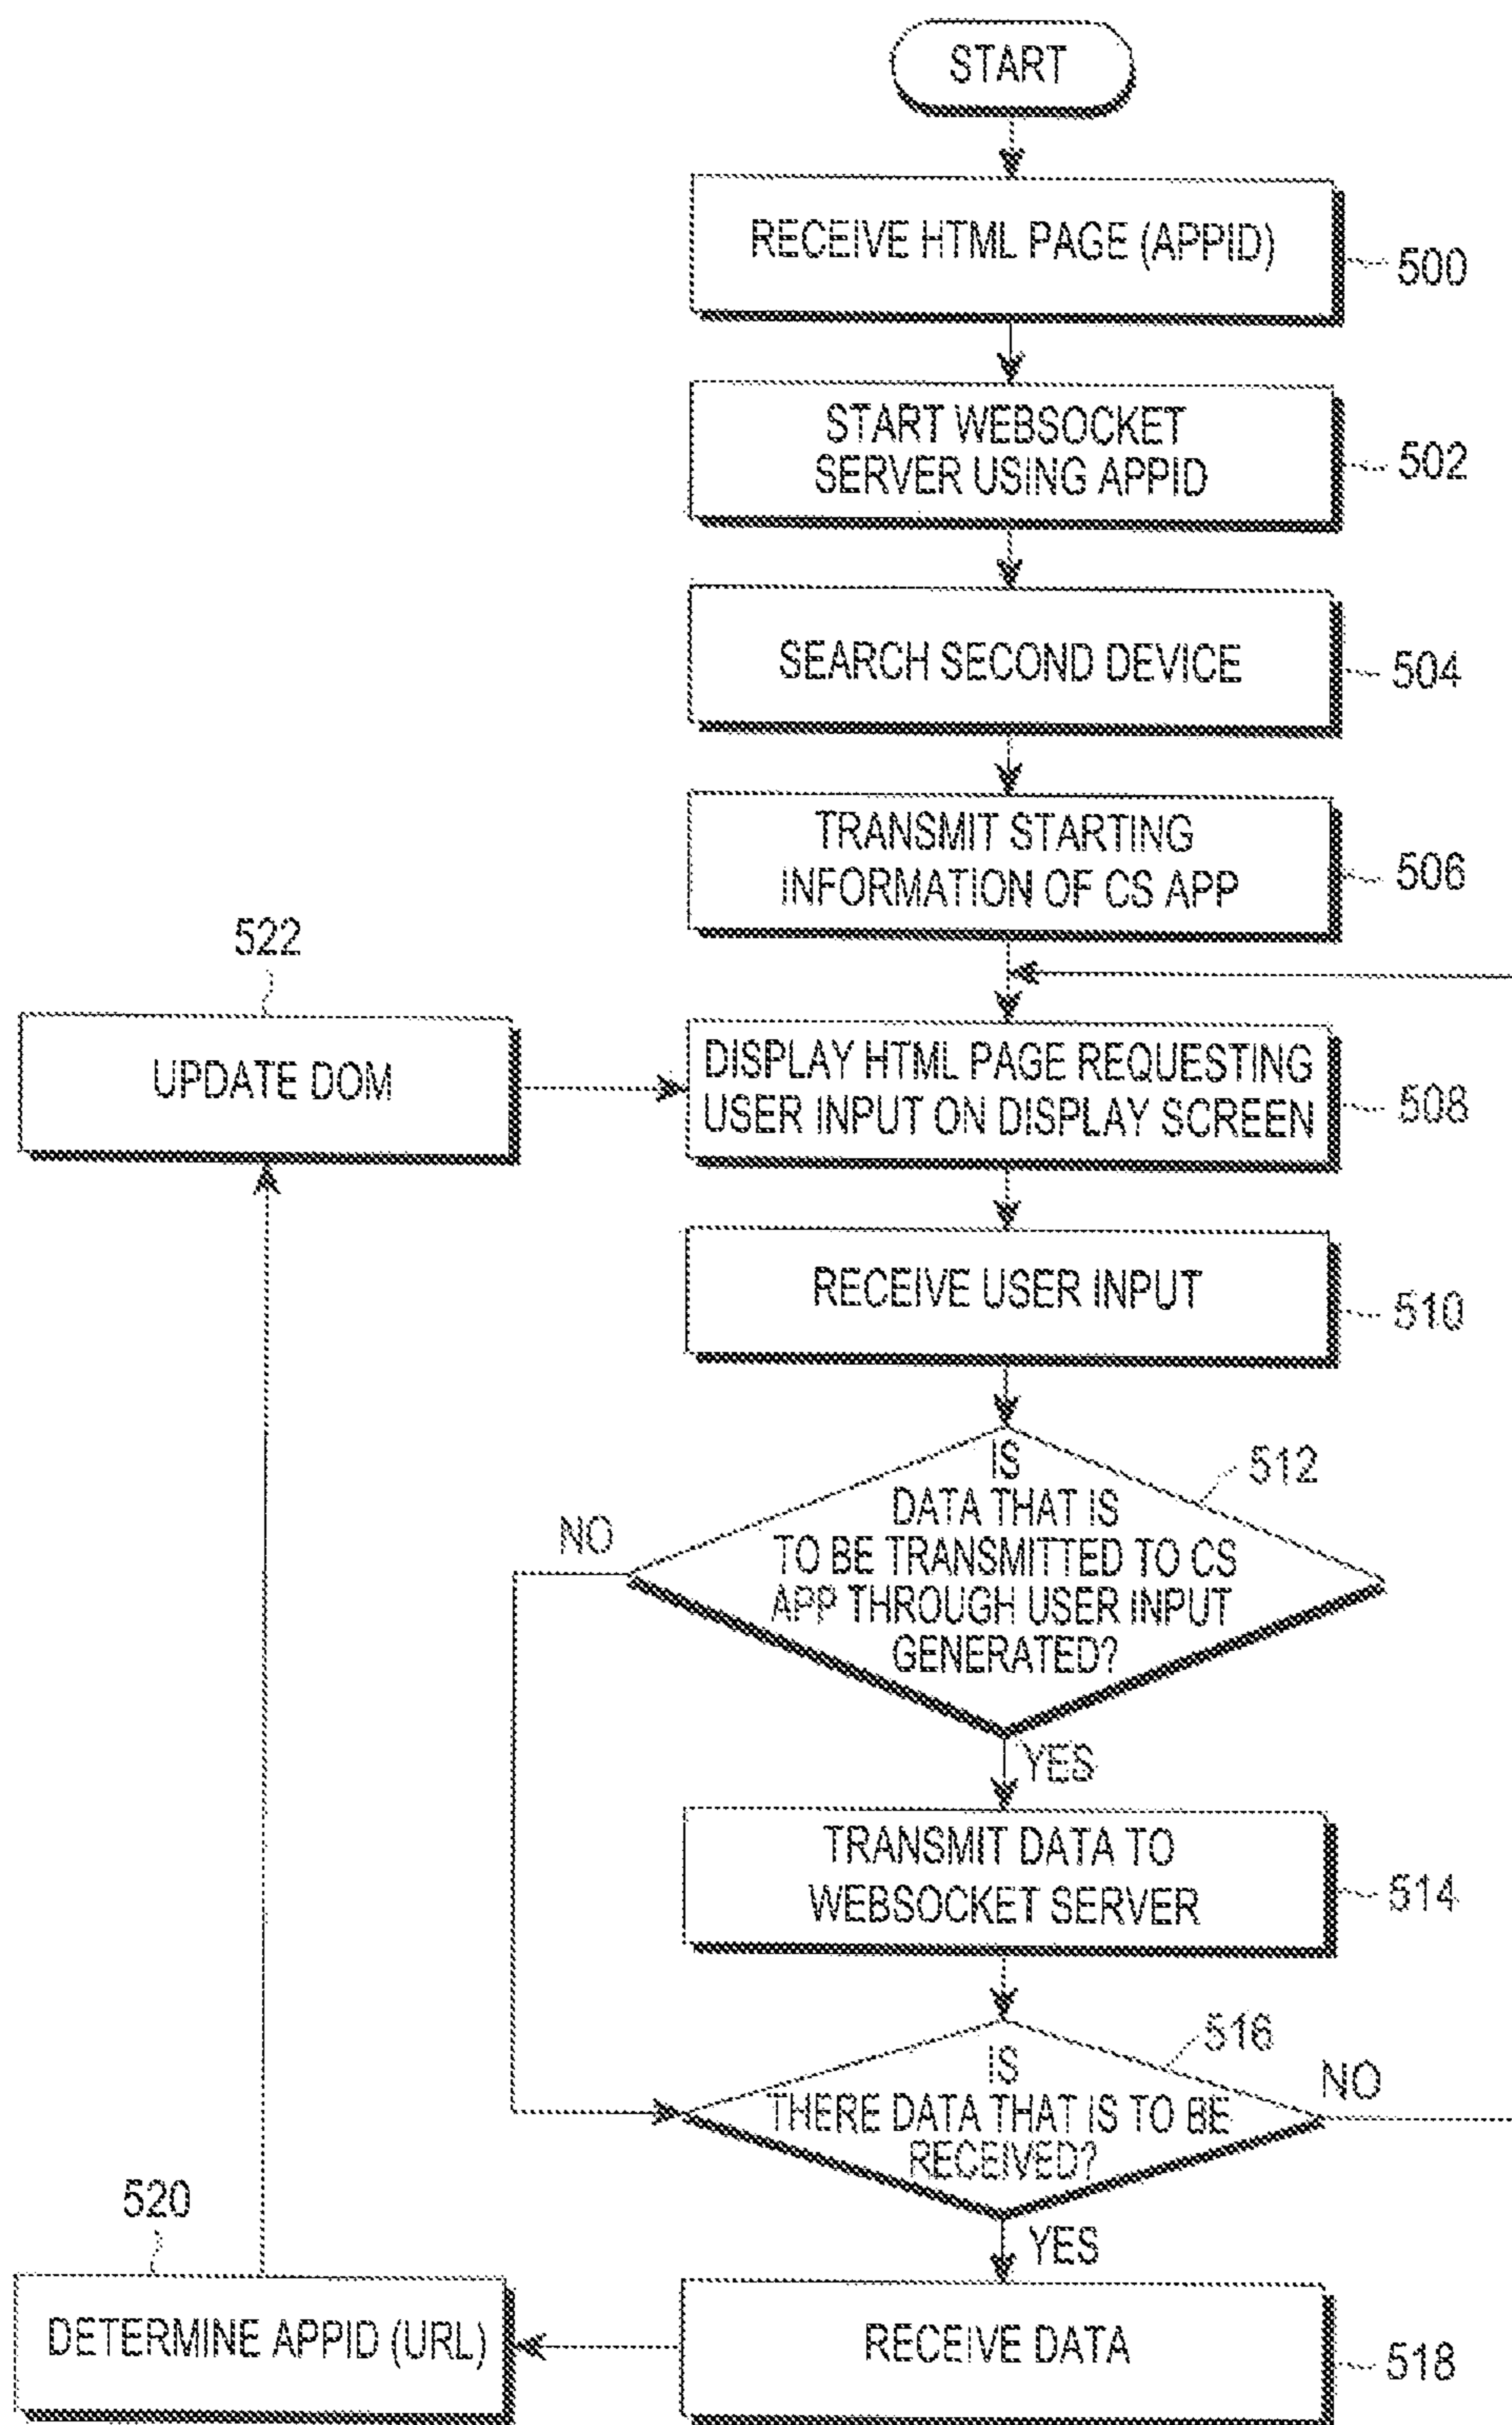 START
RECEIVE HTML PAGE (APPID)
500
START WEBSOCKET
SERVER USING APPID
502
SEARCH SECOND DEVICE
504
TRANSMIT STARTING
INFORMATION OF CS APP
506
522
UPDATE DOM
DISPLAY HTML PAGE REQUESTING
USER INPUT ON DISPLAY SCREEN
508
RECEIVE USER INPUT
510
IS
DATA THAT IS
TO BE TRANSMITTED TO CS
APP THROUGH USER INPUT
GENERATED?
512
NO
YES
TRANSMIT DATA TO
WEBSOCKET SERVER
514
IS
THERE DATA THAT IS TO BE
RECEIVED?
516
NO
YES
520
DETERMINE APPID (URL)
RECEIVE DATA
518